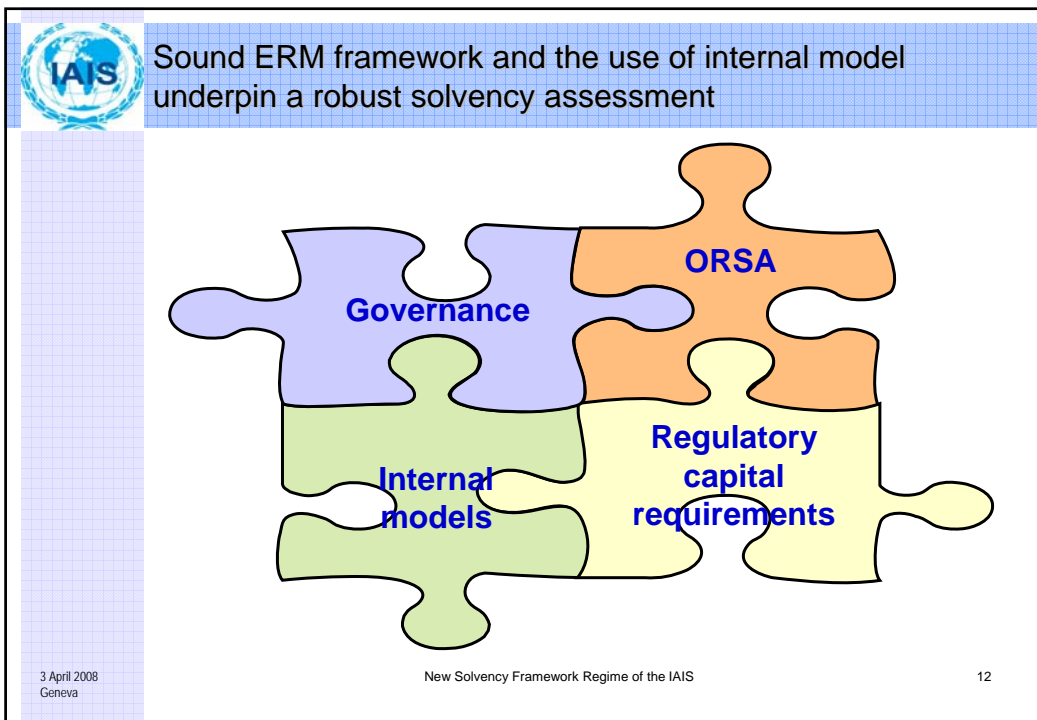 IAIS
Sound ERM framework and the use of internal model
underpin a robust solvency assessment
ORSA
Governance
Regulatory
capital
requirements
Internal
models
3 April 2008
Geneva
New Solvency Framework Regime of the IAIS
12